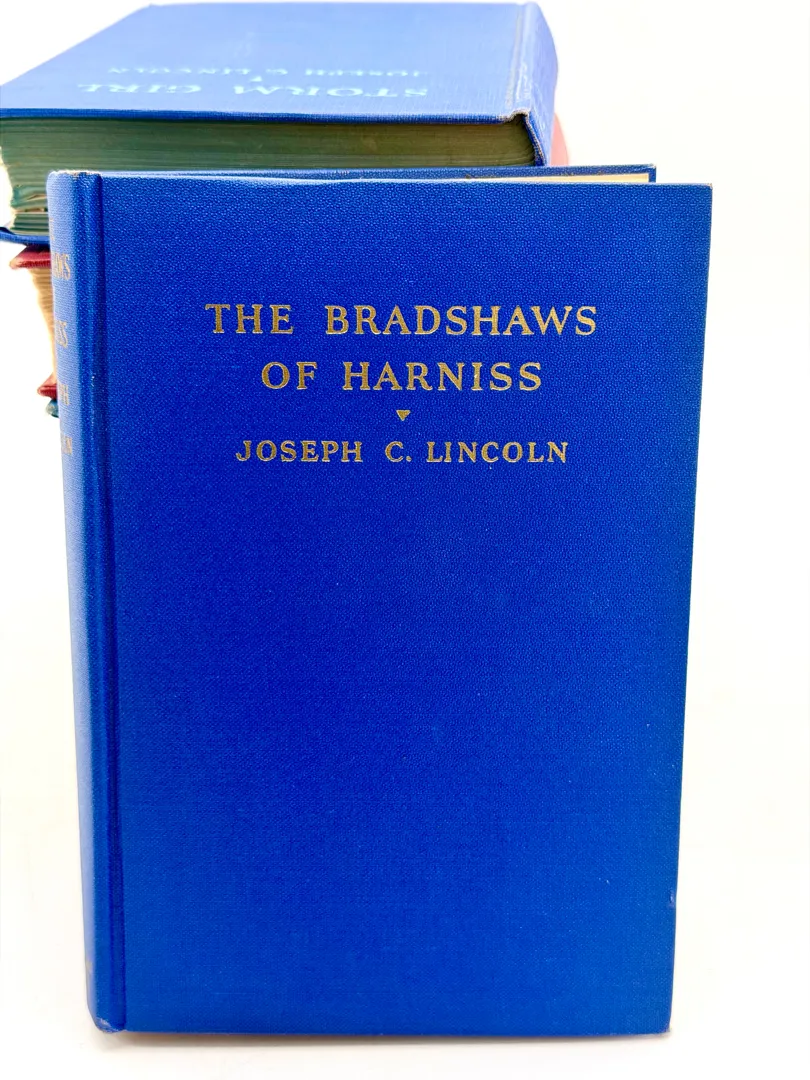 STORM GIRL
JOSEPH C. LINCOLN
THE BRADSHAWS
OF HARNISS
JOSEPH C. LINCOLN